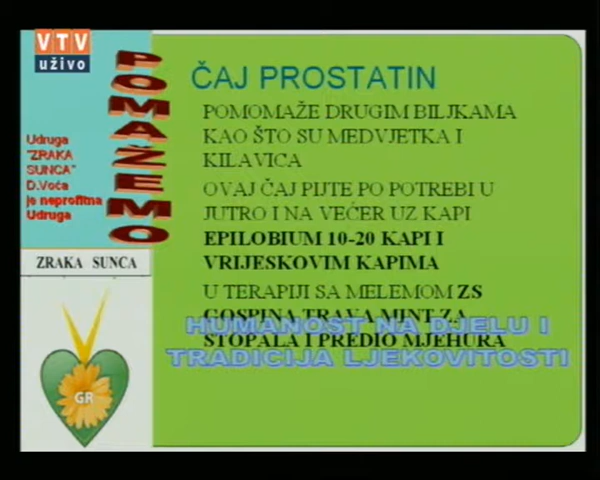 VTV
uživo
POMAŽEMO
Udruga
"ZRAKA
SUNCA"
D.Voća
je neprofitna
Udruga
ZRAKA SUNCA
GR
ČAJ PROSTATIN
POMOMAŽE DRUGIM BILJKAMA
KAO ŠTO SU MEDVJETKA I
KILAVICA
OVAJ ČAJ PIJTE PO POTREBI U
JUTRO I NA VEĆER UZ KAPI
EPILOBIUM 10-20 KAPI I
VRIJESKOVIM KAPIMA
U TERAPIJI SA MELEMOM ZS
GOSPINA TRAVA MINT ZA
STOPALA I PREDIO MJEHURA
HUMANOST NA DJELU I
TRADICIJA LJEKOVITOSTI